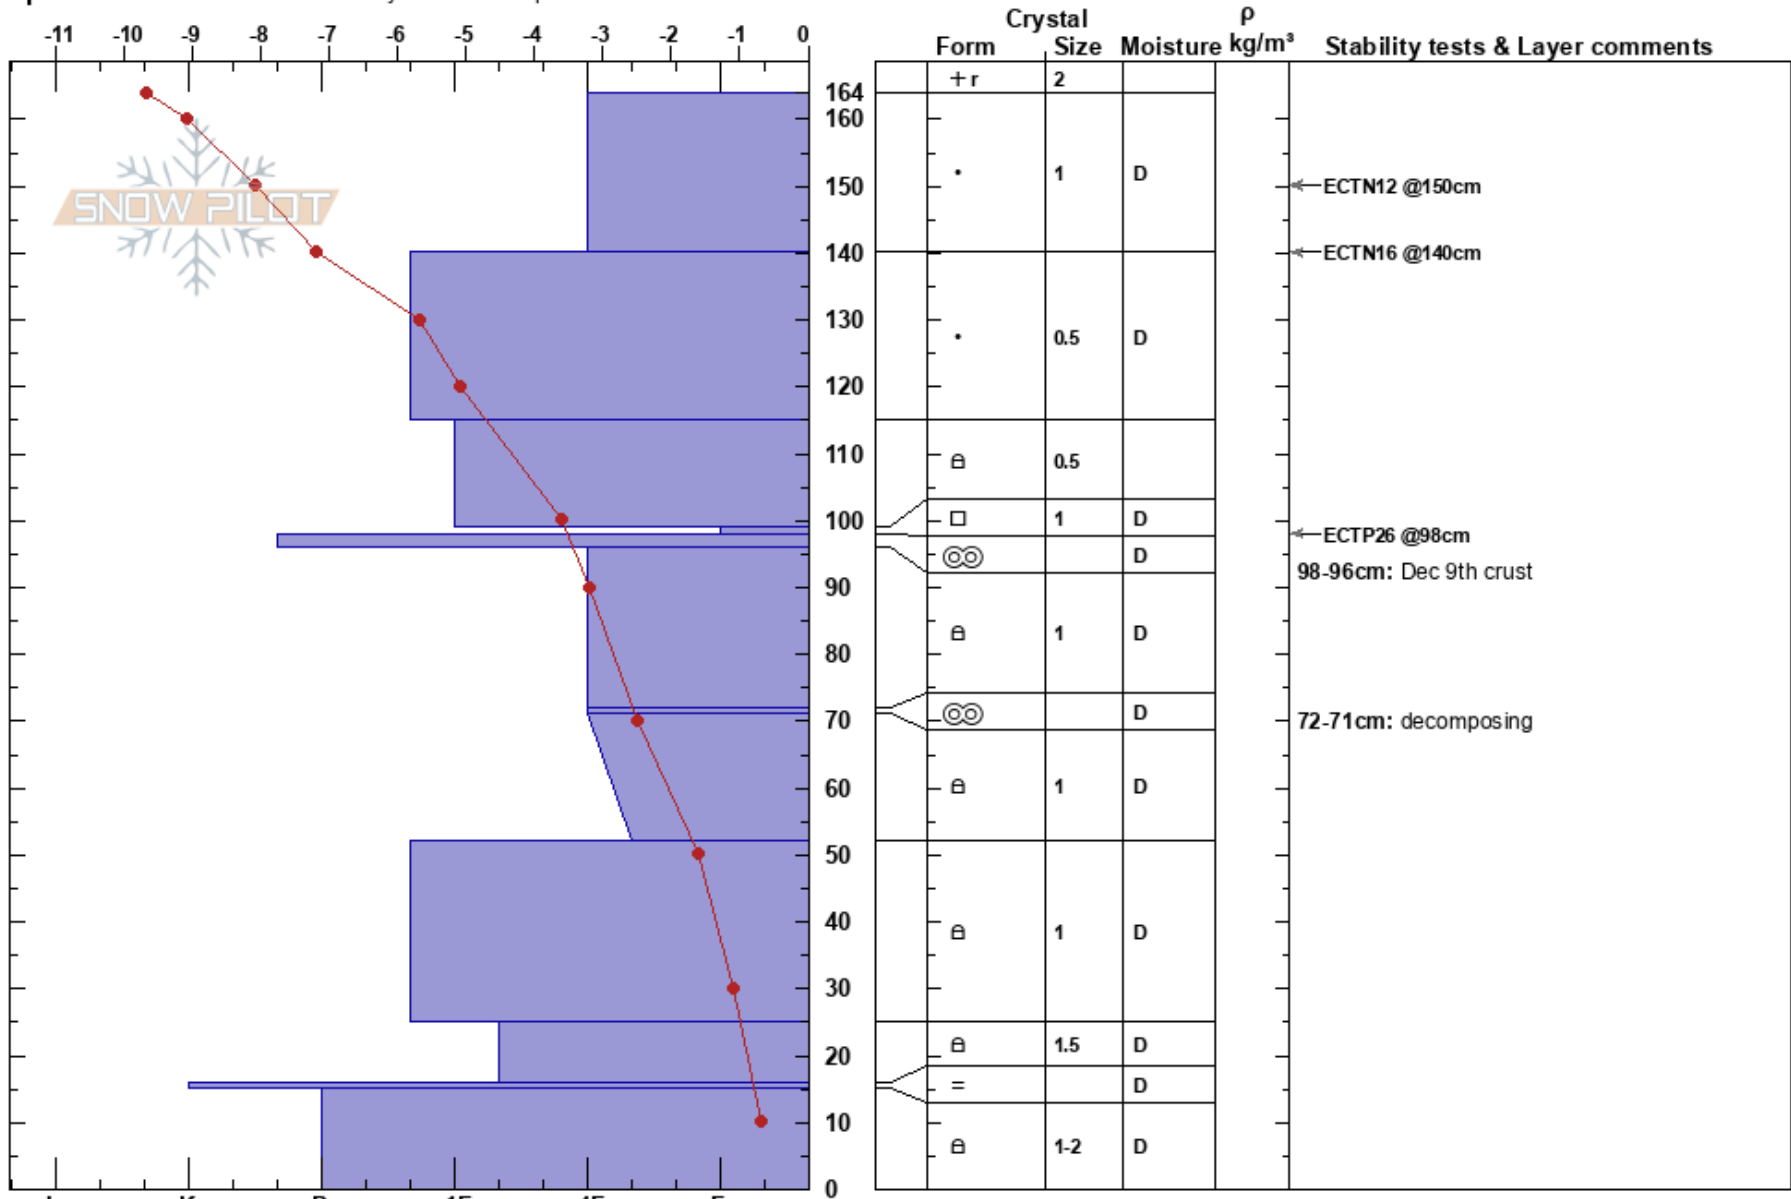 Crystal ρ
-11 -10 -9 -8 -7 -6 -5 -4 -3 -2 -1 0 Form Size Moisture kg/m³ Stability tests & Layer comments
+ r 2
164
160
SNOW PILOT
• 1 D
150 ECTN12 @150cm
140 ECTN16 @140cm
130
• 0.5 D
120
110 0.5
100 1 D
ECTP26 @98cm
D
98-96cm: Dec 9th crust
90
1 D
80
D
70 72-71cm: decomposing
60 1 D
50
40 1 D
30
20 1.5 D
= D
10
1-2 D
0